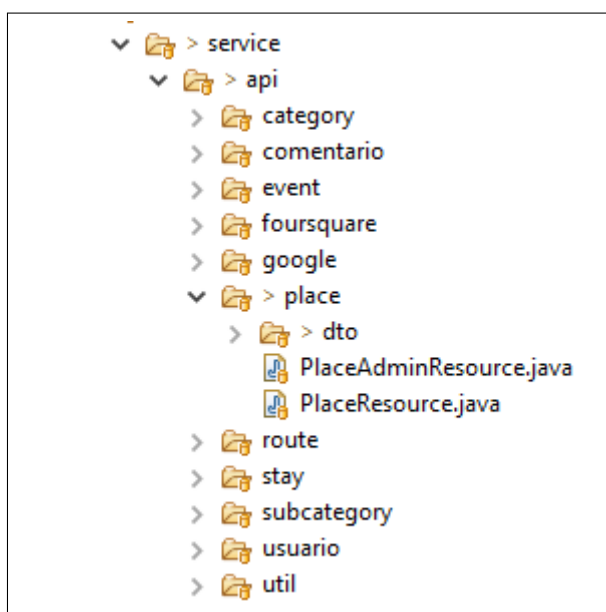 > service
> api
category
comentario
event
foursquare
google
> place
> dto
PlaceAdminResource.java
PlaceResource.java
route
stay
subcategory
usuario
util